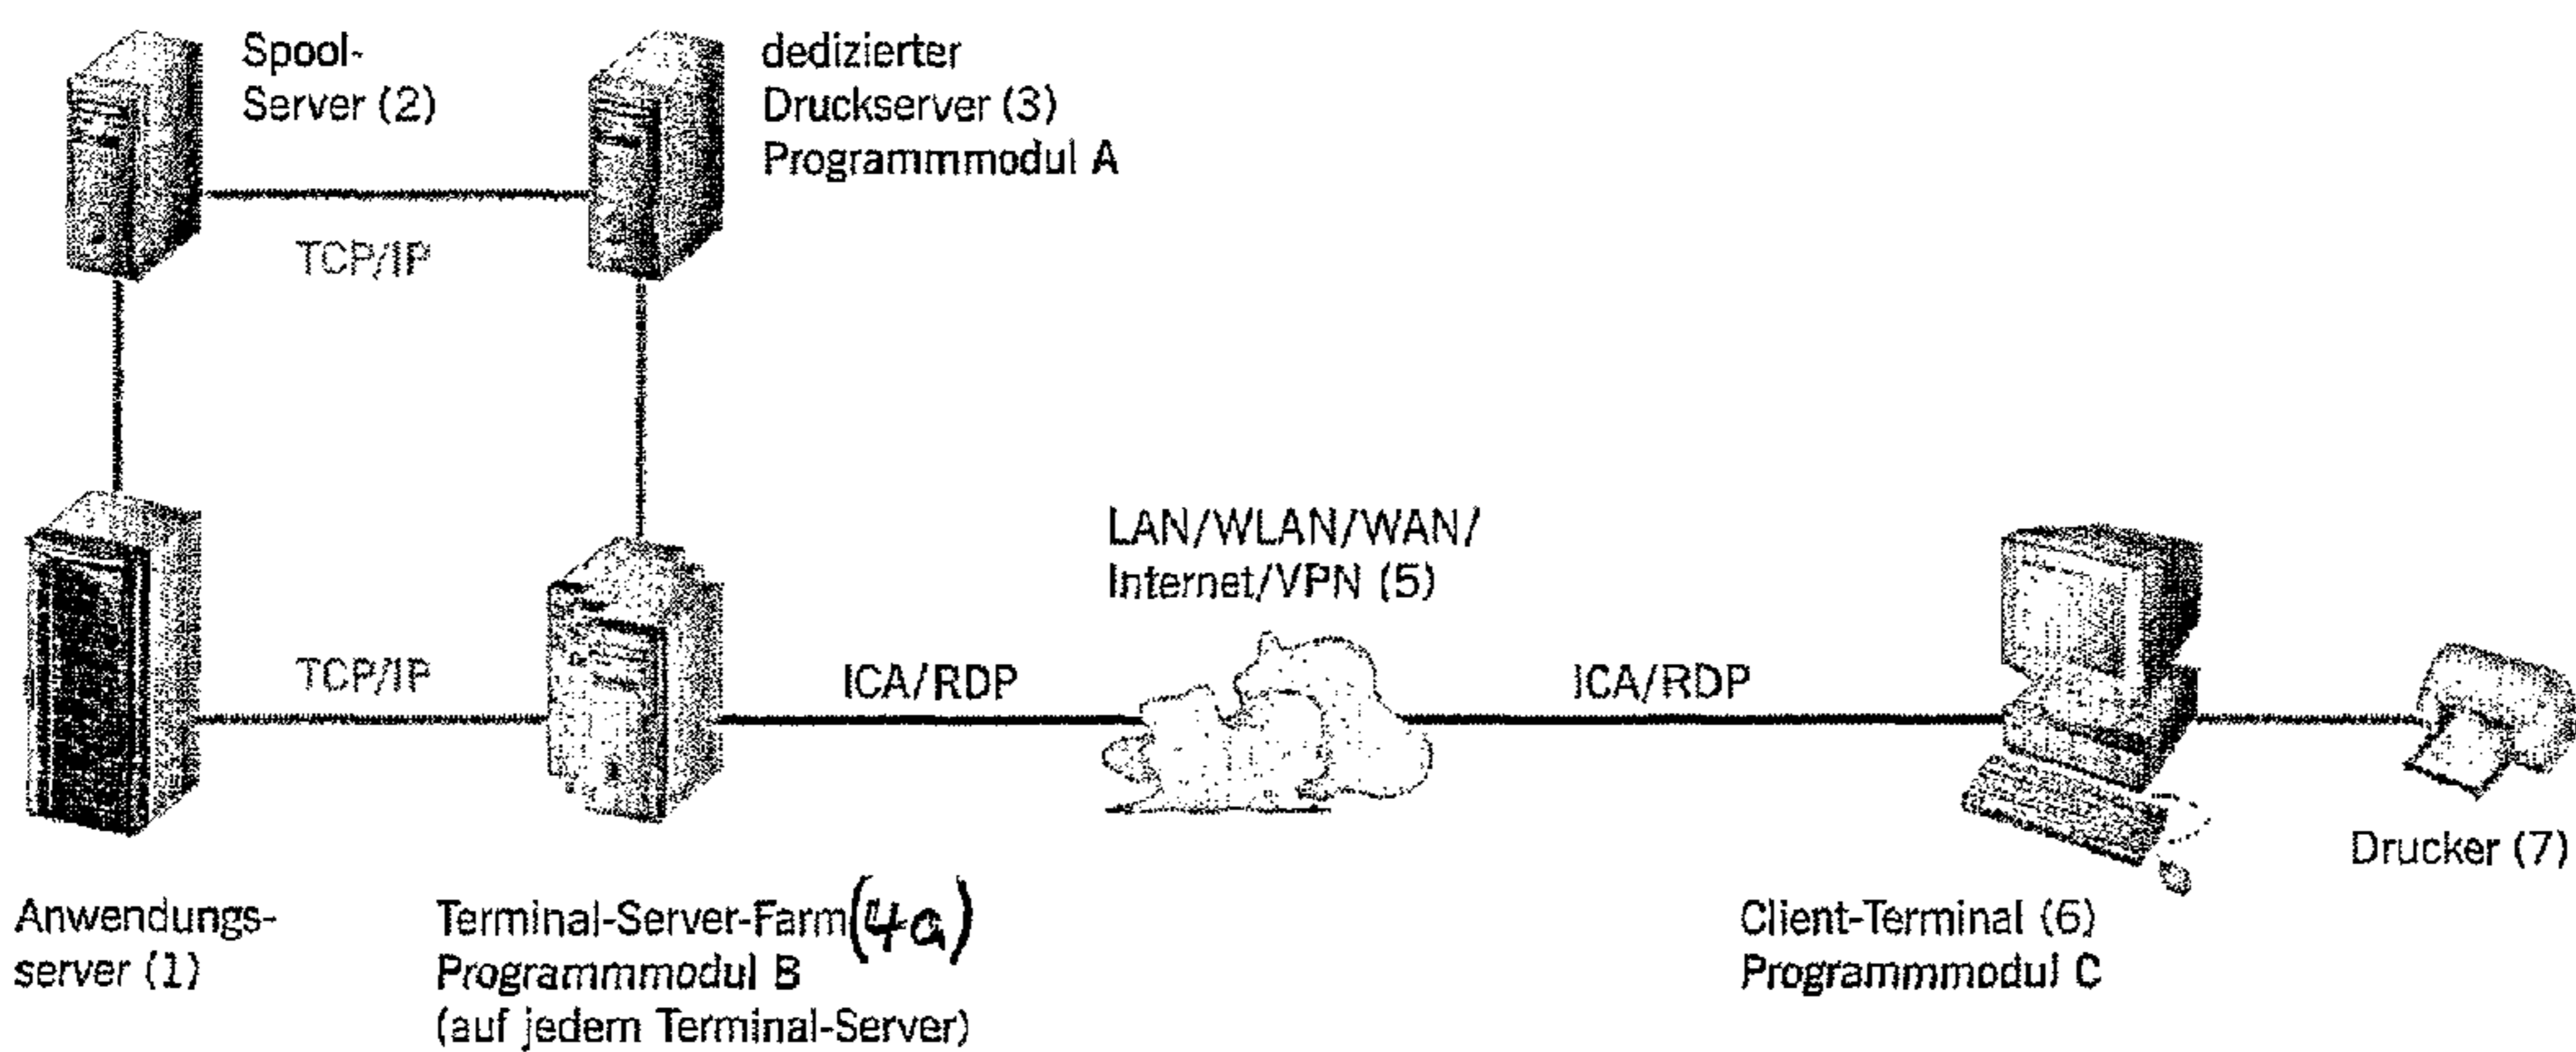 Spool-
Server (2)
dedizierter
Druckserver (3)
Programmmodul A
TCP/IP
LAN/WLAN/WAN/
Internet/VPN (5)
TCP/IP
ICA/RDP
ICA/RDP
Drucker (7)
Anwendungs-
server (1)
Terminal-Server-Farm (4a)
Programmmodul B
(auf jedem Terminal-Server)
Client-Terminal (6)
Programmmodul C